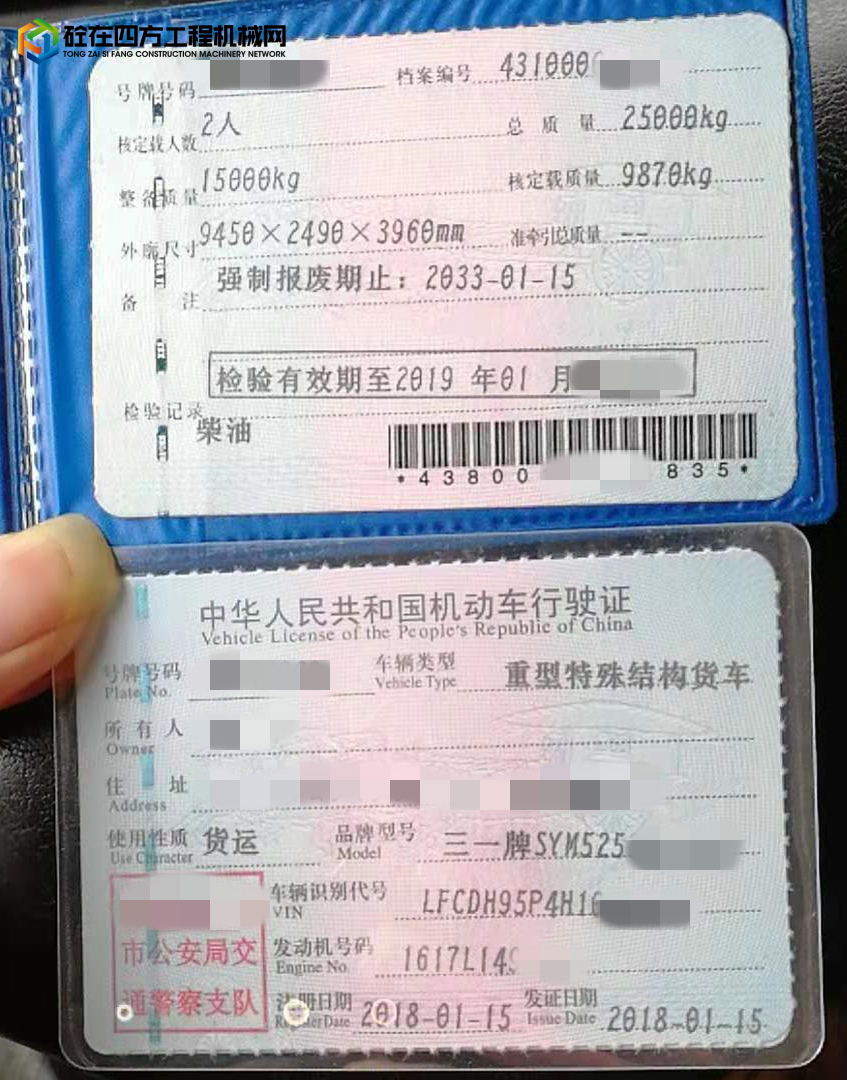 砼在四方工程机械网
TONG ZAI SI FANG CONSTRUCTION MACHINERY NETWORK
号牌号码 档案编号 431000
核定载人数 2人 总质量 25000kg
整备质量 15000kg 核定载质量 9870kg
外廓尺寸 9450×2490×3960mm 准牵引总质量 --
备注 强制报废期止：2033-01-15
检验有效期至2019年01月
检验记录
柴油
*43800 835*
中华人民共和国机动车行驶证
Vehicle License of the People's Republic of China
号牌号码 车辆类型 重型特殊结构货车
Plate No. Vehicle Type
所有人
Owner
住址
Address
使用性质 货运 品牌型号 三一牌SYM525
Use Character Model
车辆识别代号 LFCDH95P4H16
VIN
市公安局交 发动机号码 1617L149
Engine No.
通警察支队 注册日期 2018-01-15 发证日期 2018-01-15
Register Date Issue Date